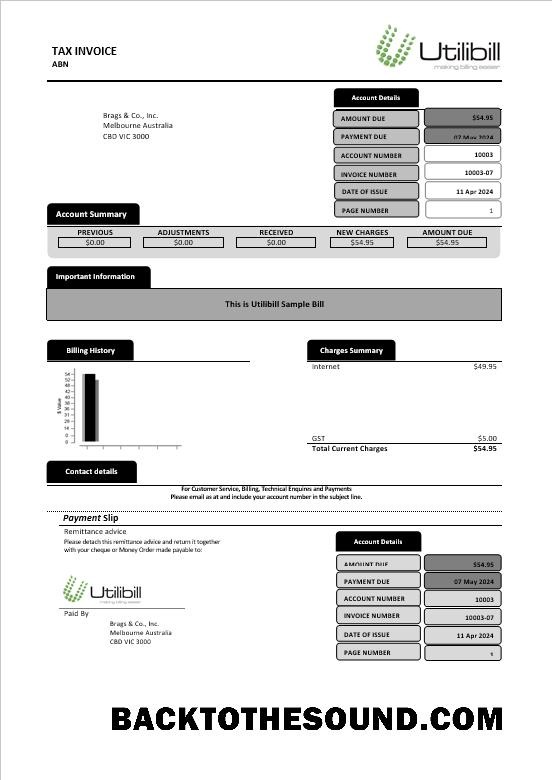 TAX INVOICE
ABN
Utilibill
making billing easier
Account Details
AMOUNT DUE $54.95
PAYMENT DUE 07 May 2024
ACCOUNT NUMBER 10003
INVOICE NUMBER 10003-07
DATE OF ISSUE 11 Apr 2024
PAGE NUMBER 1
Brags & Co., Inc.
Melbourne Australia
CBD VIC 3000
Account Summary
PREVIOUS ADJUSTMENTS RECEIVED NEW CHARGES AMOUNT DUE
$0.00 $0.00 $0.00 $54.95 $54.95
Important Information
This is Utilibill Sample Bill
Billing History
$ Value
54
52
48
40
36
31
29
14
0
0
Charges Summary
Internet $49.95
GST $5.00
Total Current Charges $54.95
Contact details
For Customer Service, Billing, Technical Enquires and Payments
Please email as at and include your account number in the subject line.
Payment Slip
Remittance advice
Please detach this remittance advice and return it together
with your cheque or Money Order made payable to:
Utilibill
making billing easier
Paid By
Brags & Co., Inc.
Melbourne Australia
CBD VIC 3000
Account Details
AMOUNT DUE $54.95
PAYMENT DUE 07 May 2024
ACCOUNT NUMBER 10003
INVOICE NUMBER 10003-07
DATE OF ISSUE 11 Apr 2024
PAGE NUMBER 1
BACKTOTHESOUND.COM